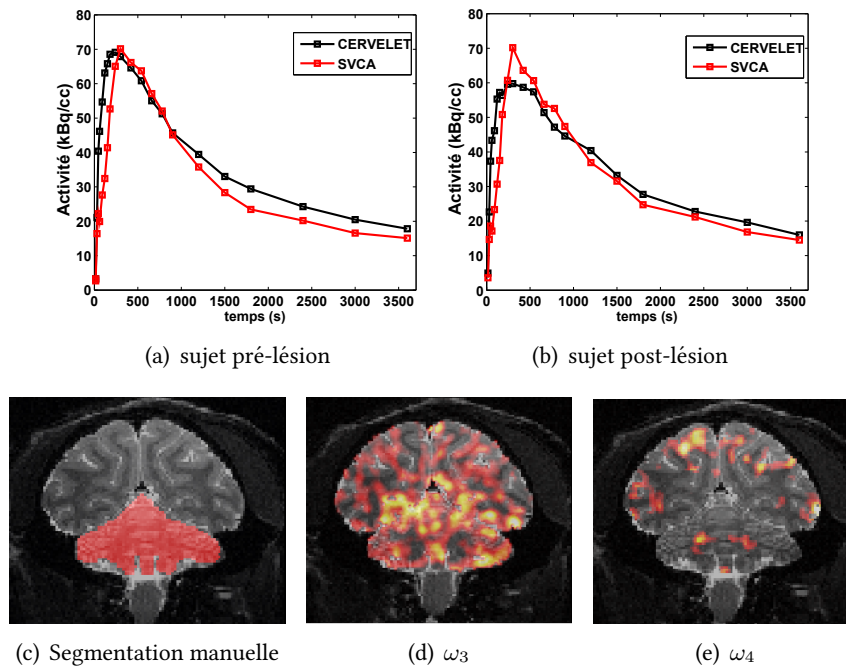 80
70
60
50
40
30
20
10
0
Activité (kBq/cc)
CERVELET
SVCA
0 500 1000 1500 2000 2500 3000 3500
temps (s)
(a) sujet pré-lésion
80
70
60
50
40
30
20
10
0
Activité (kBq/cc)
CERVELET
SVCA
0 500 1000 1500 2000 2500 3000 3500
temps (s)
(b) sujet post-lésion
(c) Segmentation manuelle
(d) ω₃
(e) ω₄